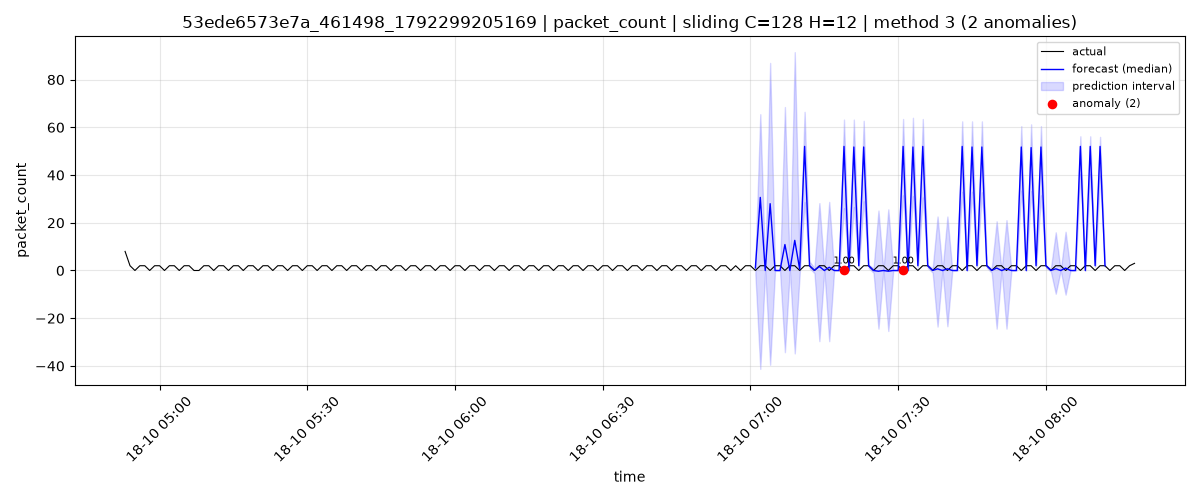 53ede6573e7a_461498_1792299205169 | packet_count | sliding C=128 H=12 | method 3 (2 anomalies)
actual
forecast (median)
prediction interval
anomaly (2)
packet_count
80
60
40
20
0
−20
−40
1.00
1.00
18-10 05:00
18-10 05:30
18-10 06:00
18-10 06:30
18-10 07:00
18-10 07:30
18-10 08:00
time